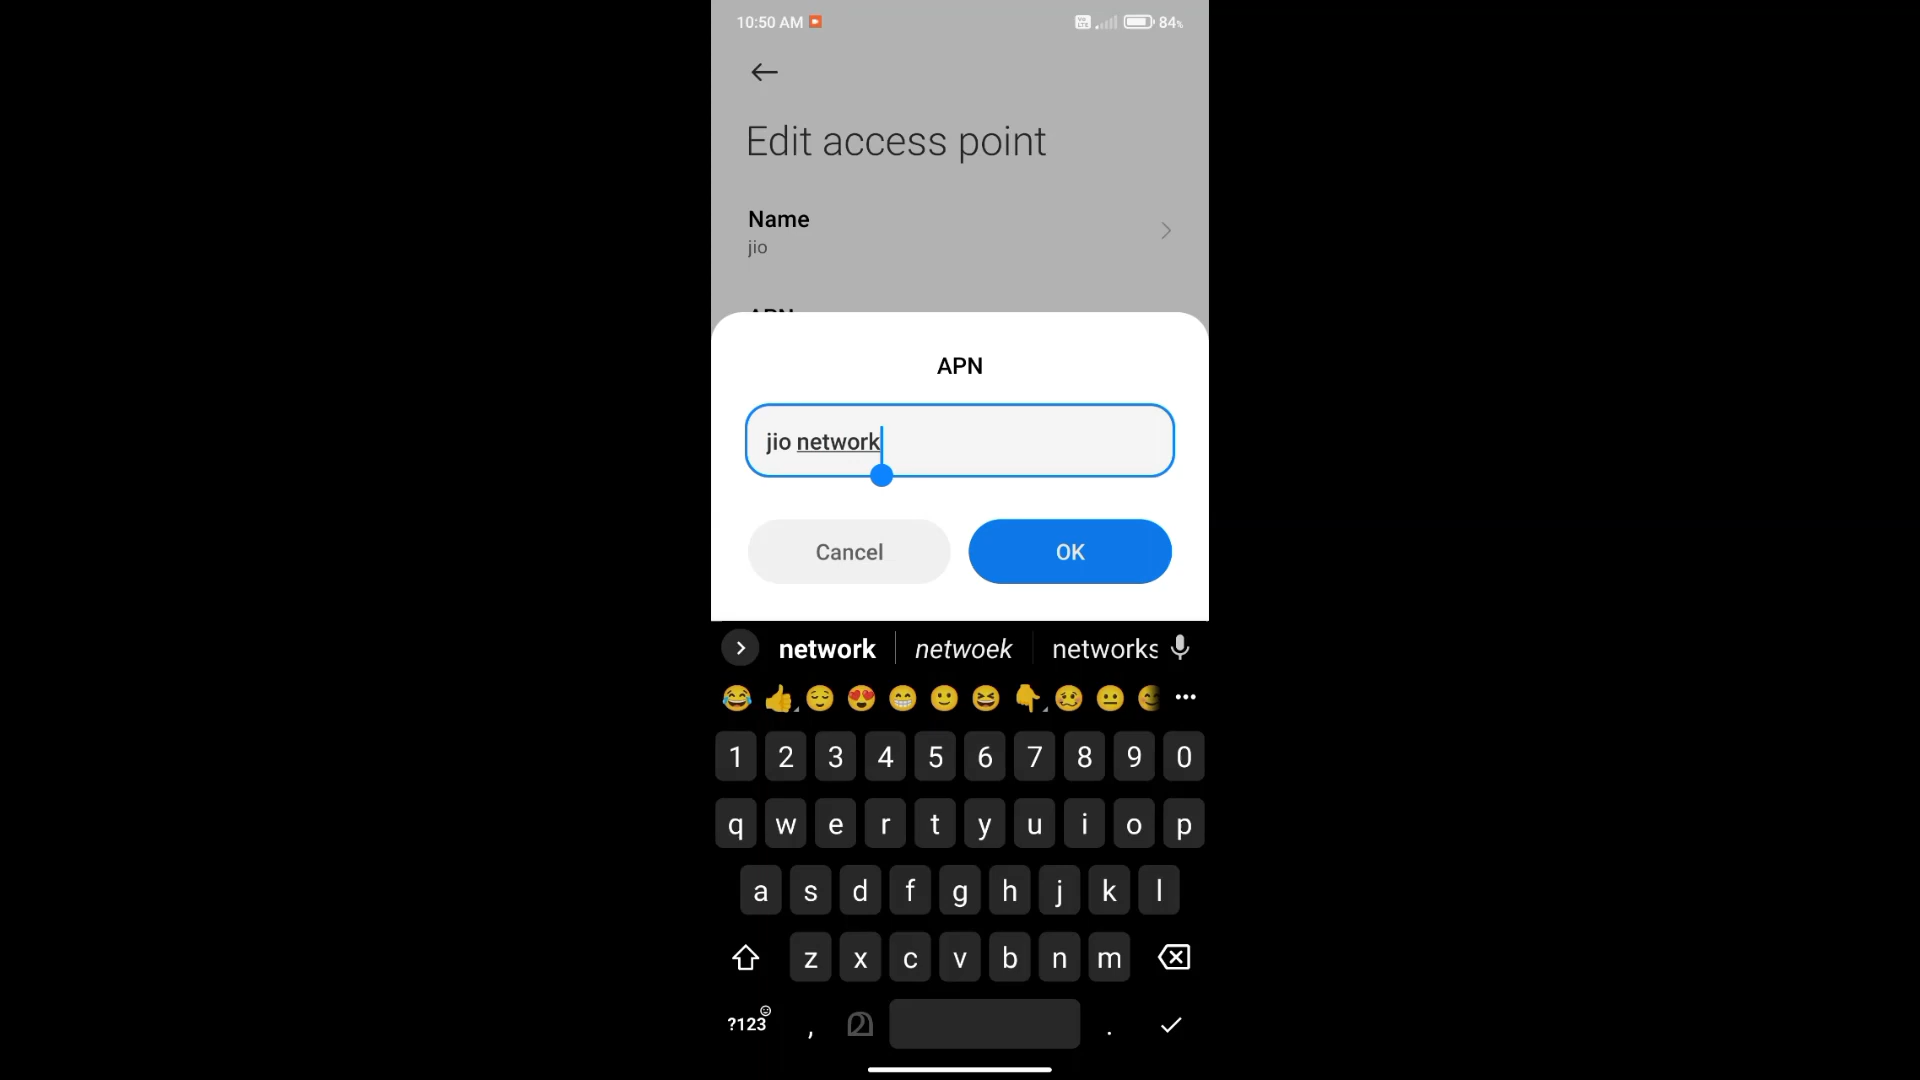 10:50 AM
84%
Edit access point
Name
jio
APN
APN
jio network
Cancel
OK
network
netwoek
networks
1 2 3 4 5 6 7 8 9 0
q w e r t y u i o p
a s d f g h j k l
z x c v b n m
?123 , മ .